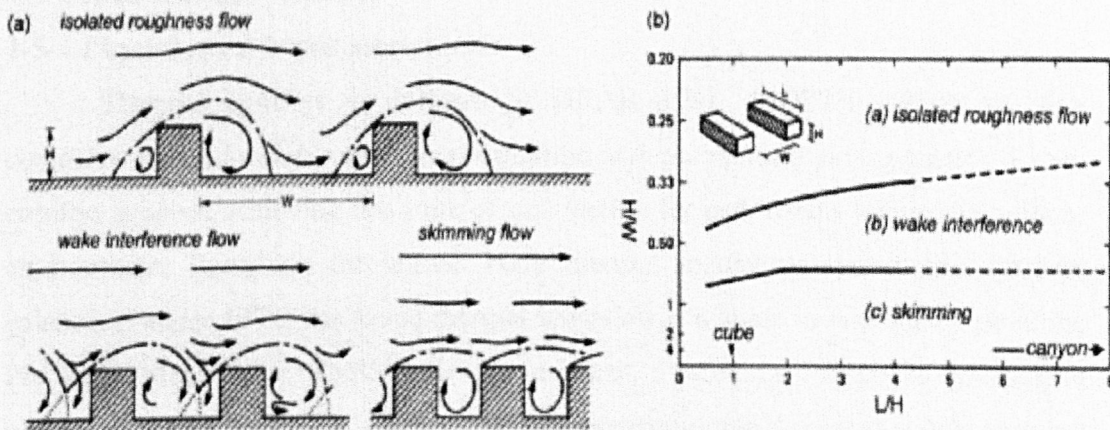 (a)
isolated roughness flow
H
W
wake interference flow
skimming flow
(b)
0.20
0.25
0.33
0.50
1
2
4
W/H
L
H
W
(a) isolated roughness flow
(b) wake interference
(c) skimming
cube
canyon
0 1 2 3 4 5 6 7 8
L/H